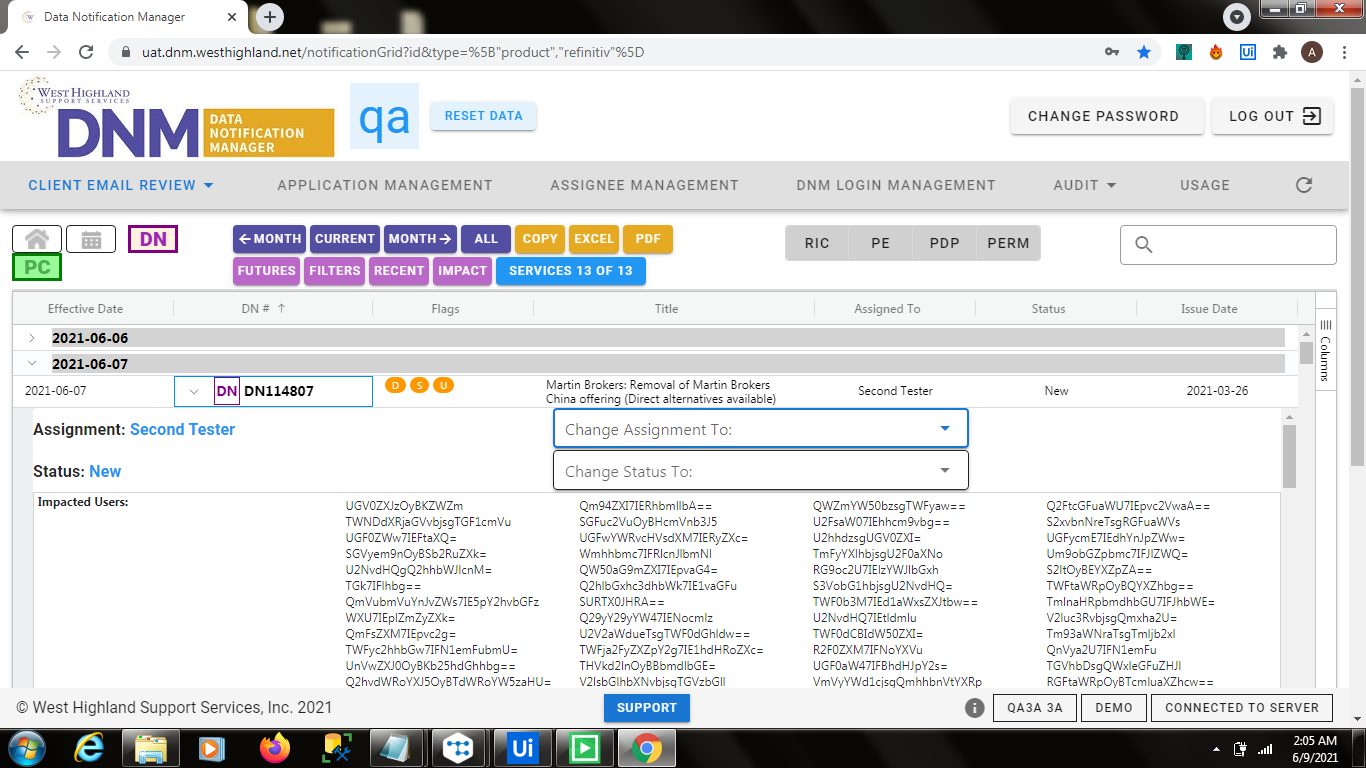 Data Notification Manager
uat.dnm.westhighland.net/notificationGrid?id&type=%5B"product","refinitiv"%5D
A
WEST HIGHLAND
SUPPORT SERVICES
DNM DATA NOTIFICATION MANAGER
qa
RESET DATA
CHANGE PASSWORD
LOG OUT
CLIENT EMAIL REVIEW APPLICATION MANAGEMENT ASSIGNEE MANAGEMENT DNM LOGIN MANAGEMENT AUDIT USAGE
DN
PC
MONTH CURRENT MONTH ALL COPY EXCEL PDF
FUTURES FILTERS RECENT IMPACT SERVICES 13 OF 13
RIC PE PDP PERM
Effective Date DN # ↑ Flags Title Assigned To Status Issue Date
Columns
2021-06-06
2021-06-07
2021-06-07 DN DN114807 D S U Martin Brokers: Removal of Martin Brokers China offering (Direct alternatives available) Second Tester New 2021-03-26
Assignment: Second Tester
Change Assignment To:
Status: New
Change Status To:
Impacted Users:
UGV0ZXJzOyBKZWZm Qm94ZXI7IERhbmllbA== QWZmYW50bzsgTWFyaw== Q2FtcGFuaWU7IEpvc2VwaA==
TWNDdXRjaGVvbjsgTGF1cmVu SGFuc2VuOyBHcmVnb3J5 U2FsaW07IEhhcm9vbg== S2xvbnNreTsgRGFuaWVs
UGF0ZWw7IEFtaXQ= UGFwYWRvcHVsdXM7IERyZXc= U2hhdzsgUGV0ZXI= UGFycmE7IEdhYnJpZWw=
SGVyem9nOyBSb2RuZXk= Wmhhbmc7IFRlcnJlbmNl TmFyYXlhbjsgU2F0aXNo Um9obGZpbmc7IFJlZWQ=
U2NvdHQgQ2hhbWJlcnM= QW50aG9mZXI7IEpvaG4= RG9oc2U7IElzYWJlbGxh S2ltOyBEYXZpZA==
TGk7IFlhbg== Q2hlbGxhc3dhbWk7IE1vaGFu S3VobG1hbjsgU2NvdHQ= TWFtaWRpOyBQYXZhbg==
QmVubmVuYnJvZWs7IE5pY2hvbGFz SURTX0JHRA== TWF0b3M7IEd1aWxsZXJtbw== TmlnaHRpbmdhbGU7IFJhbWE=
WXU7IEplZmZyZXk= Q29yY29yYW47IENocmlz U2NvdHQ7IEtldmlu V2luc3RvbjsgQmxha2U=
QmFsZXM7IEpvc2g= U2V2aWdueTsgTWF0dGhldw== TWF0dCBIdW50ZXI= Tm93aWNraTsgTmljb2xl
TWFyc2hhbGw7IFN1emFubmU= TWFja2FyZXZpY2g7IE1hdHRoZXc= R2F0ZXM7IFNoYXVu QnVya2U7IFN1emFu
UnVwZXJ0OyBKb25hdGhhbg== THVkd2lnOyBBbmdlbGE= UGF0aW47IFBhdHJpY2s= TGVhbDsgQWxleGFuZHJl
Q2hvdWRoYXJ5OyBTdWRoYW5zaHU= V2lsbGlhbXNvbjsgTGVzbGll VmVyYWd1cjsgQmhhbnVtYXRp RGFtaWRpOyBTcmluaXZhcw==
© West Highland Support Services, Inc. 2021
SUPPORT
QA3A 3A DEMO CONNECTED TO SERVER
Ui
2:05 AM
6/9/2021